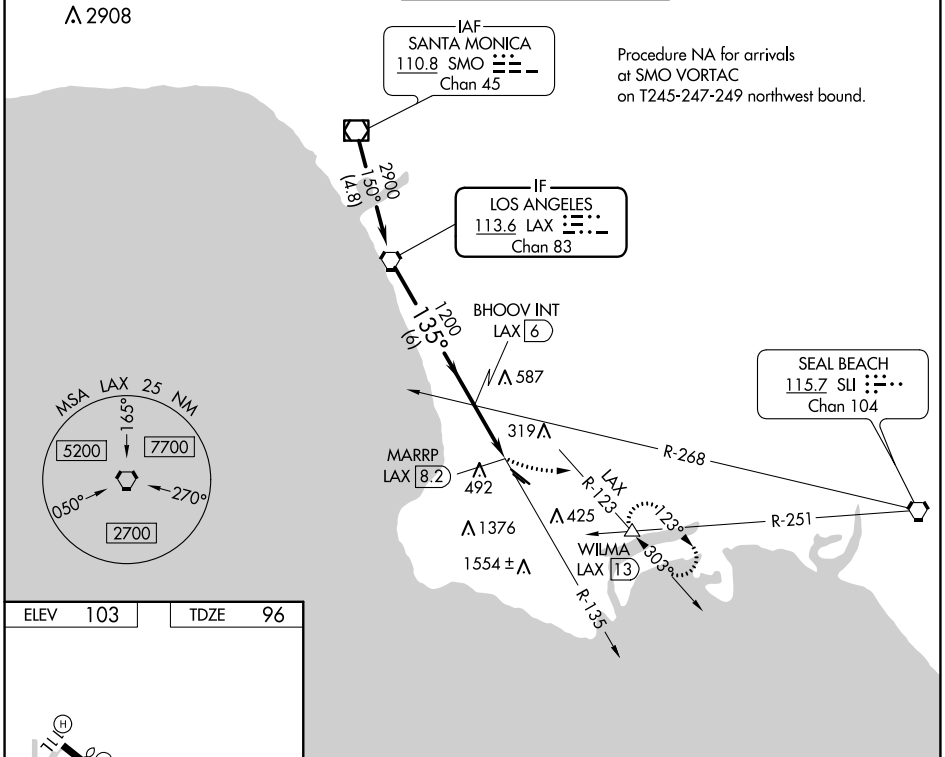 2908
IAF
SANTA MONICA
110.8 SMO
Chan 45
Procedure NA for arrivals
at SMO VORTAC
on T245-247-249 northwest bound.
2900
150°
(4.8)
IF
LOS ANGELES
113.6 LAX
Chan 83
1200
135°
(6)
BHOOV INT
LAX 6
587
SEAL BEACH
115.7 SLI
Chan 104
MSA LAX 25 NM
165°
5200
7700
050°
270°
2700
319
R-268
MARRP
LAX 8.2
492
LAX
R-123
425
123°
R-251
1376
WILMA
LAX 13
303°
1554 ±
R-135
ELEV 103
TDZE 96
H
11L